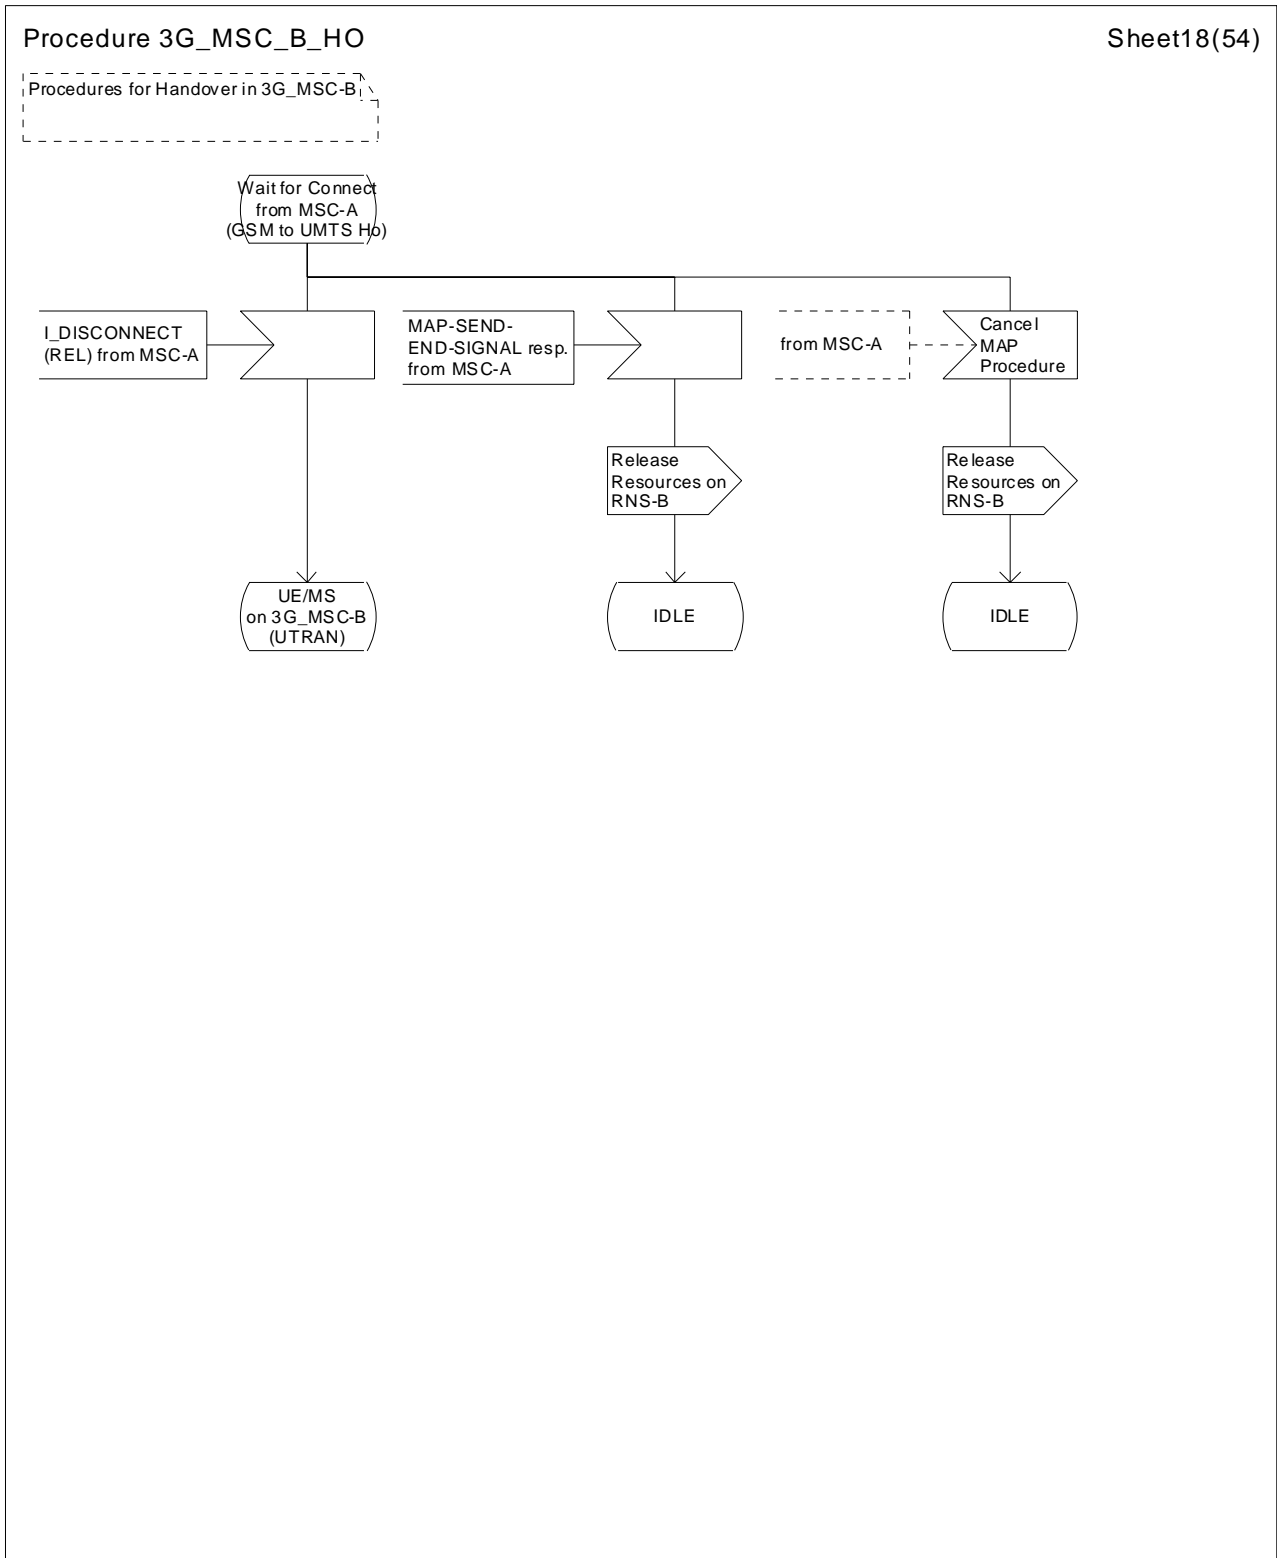 Procedure 3G_MSC_B_HO
Sheet18(54)
Procedures for Handover in 3G_MSC-B
Wait for Connect
from MSC-A
(GSM to UMTS Ho)
I_DISCONNECT
(REL) from MSC-A
MAP-SEND-
END-SIGNAL resp.
from MSC-A
from MSC-A
Cancel
MAP
Procedure
Release
Resources on
RNS-B
Release
Resources on
RNS-B
UE/MS
on 3G_MSC-B
(UTRAN)
IDLE
IDLE